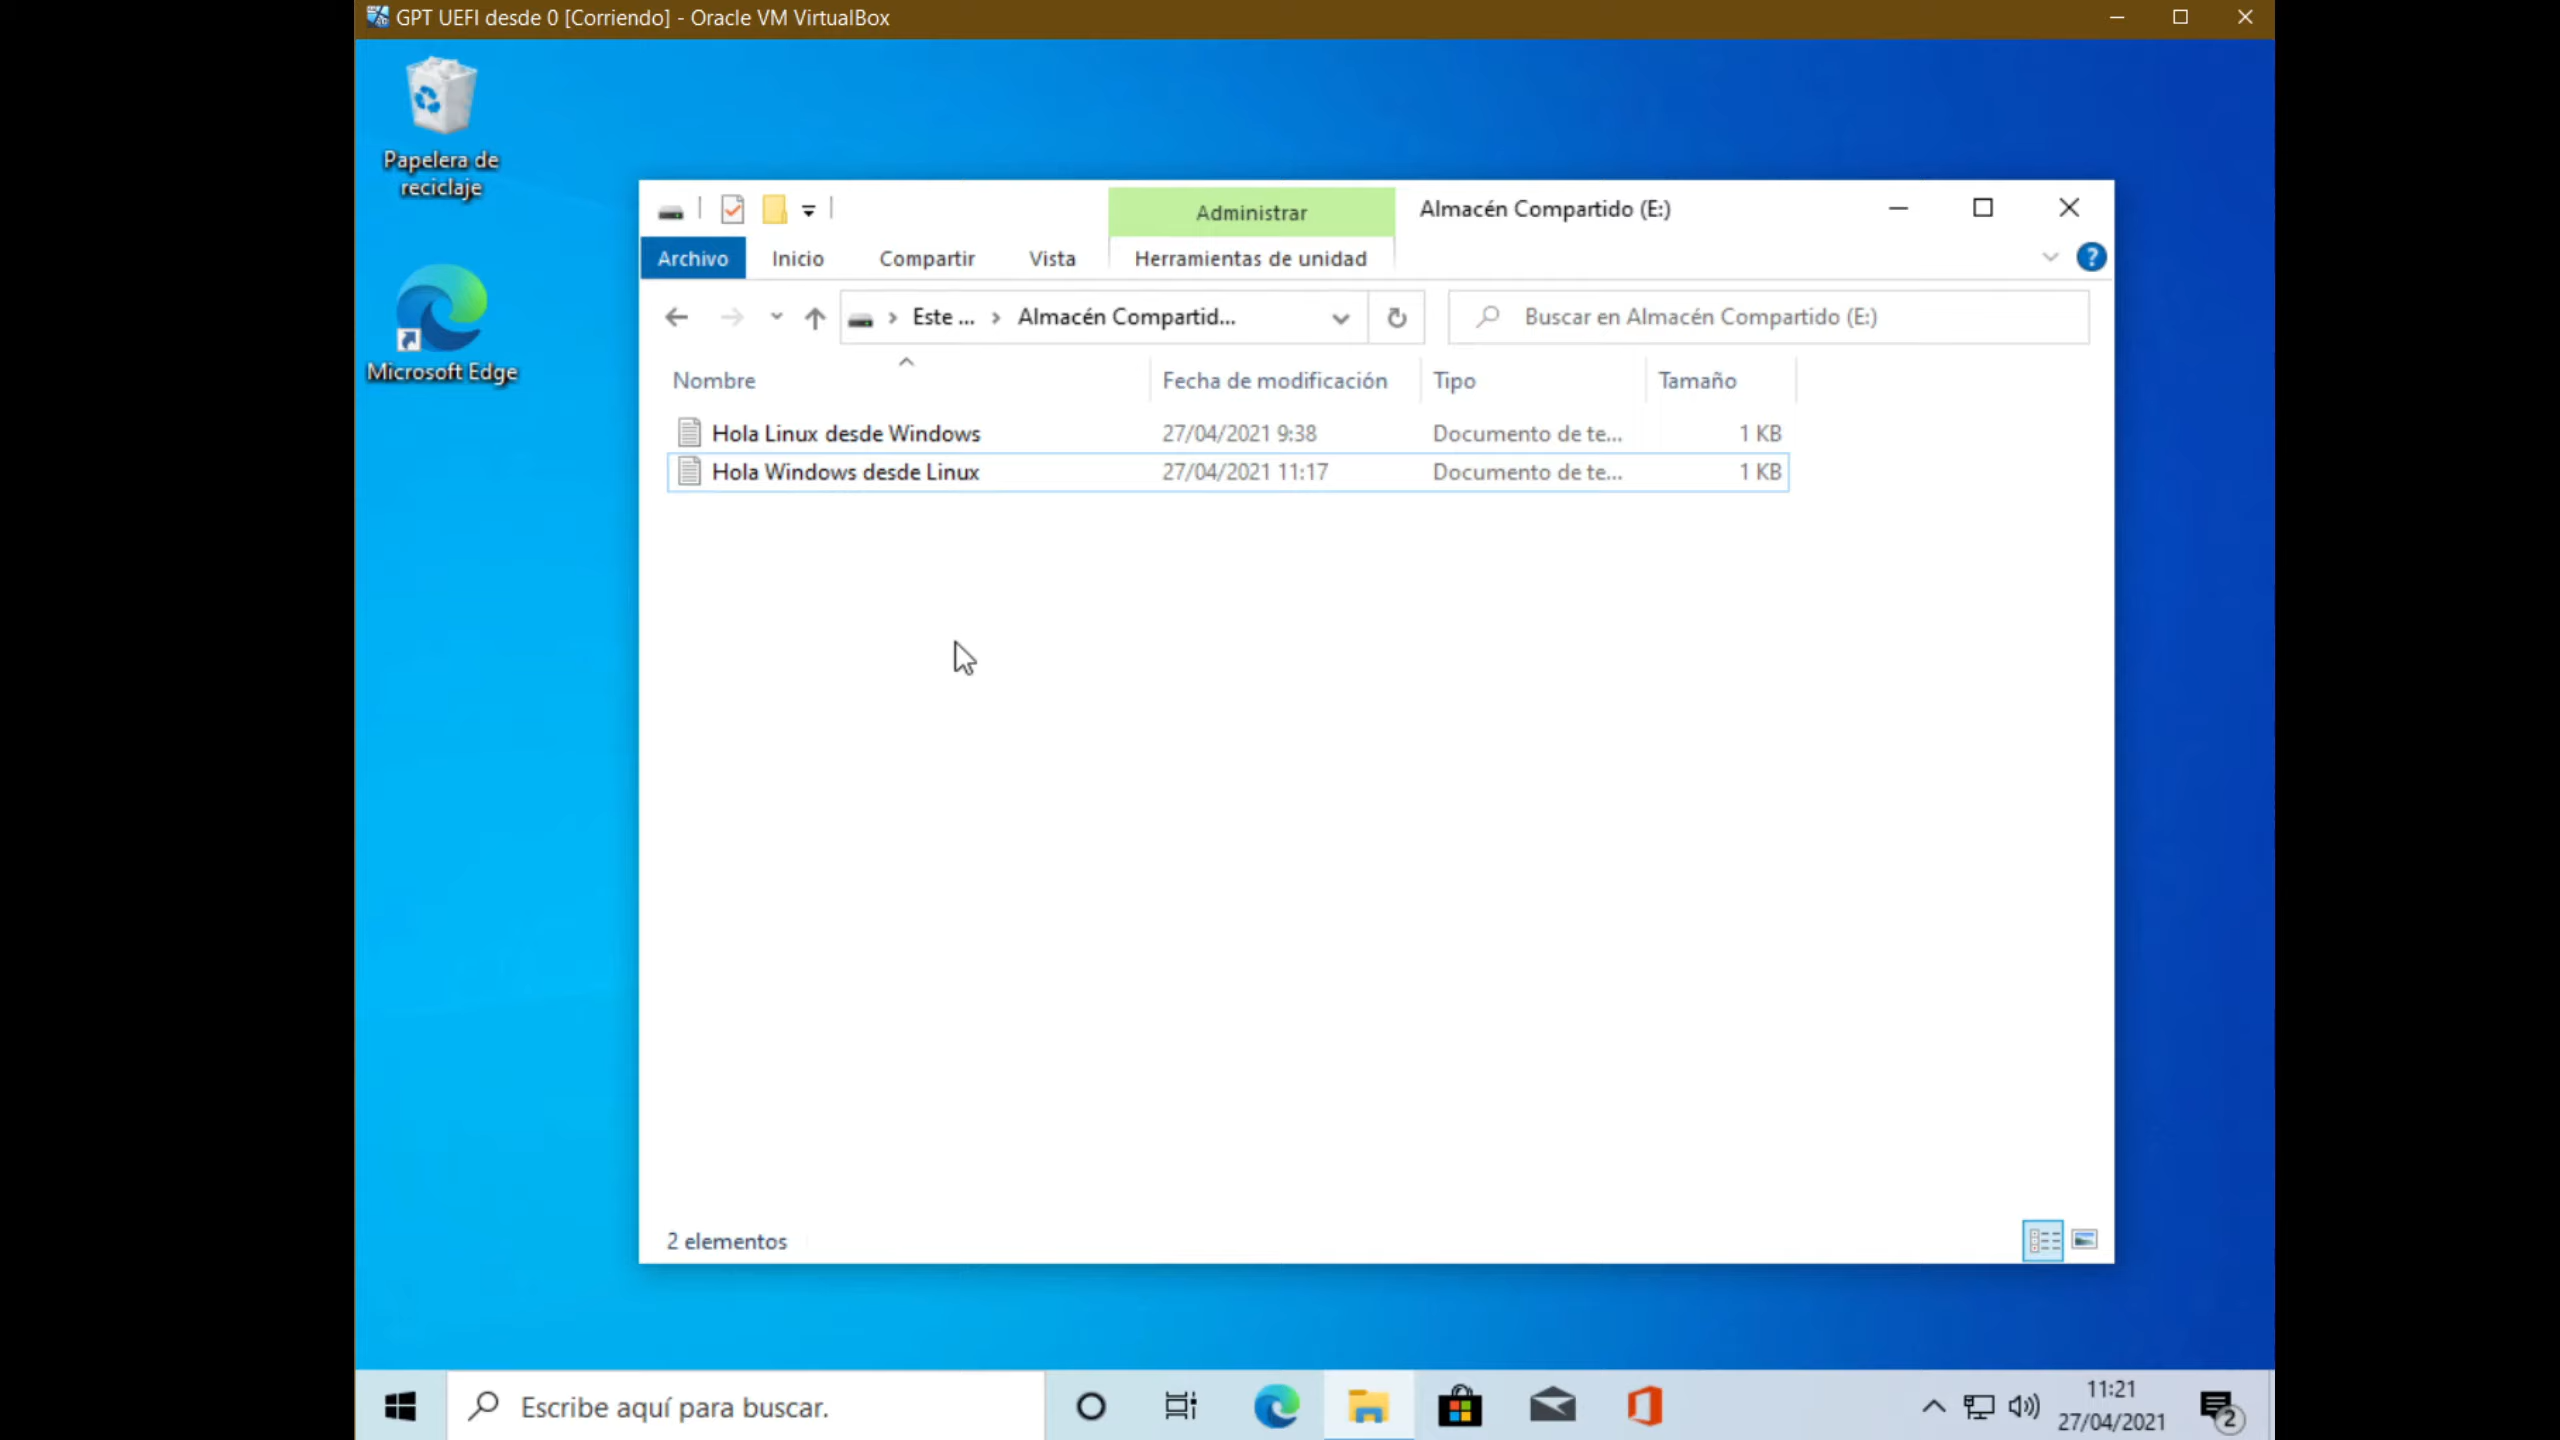 GPT UEFI desde 0 [Corriendo] - Oracle VM VirtualBox
Papelera de
reciclaje
Microsoft Edge
Administrar
Almacén Compartido (E:)
Archivo
Inicio
Compartir
Vista
Herramientas de unidad
?
Este ...
Almacén Compartid...
Buscar en Almacén Compartido (E:)
Nombre
Fecha de modificación
Tipo
Tamaño
Hola Linux desde Windows
27/04/2021 9:38
Documento de te...
1 KB
Hola Windows desde Linux
27/04/2021 11:17
Documento de te...
1 KB
2 elementos
Escribe aquí para buscar.
11:21
27/04/2021
2